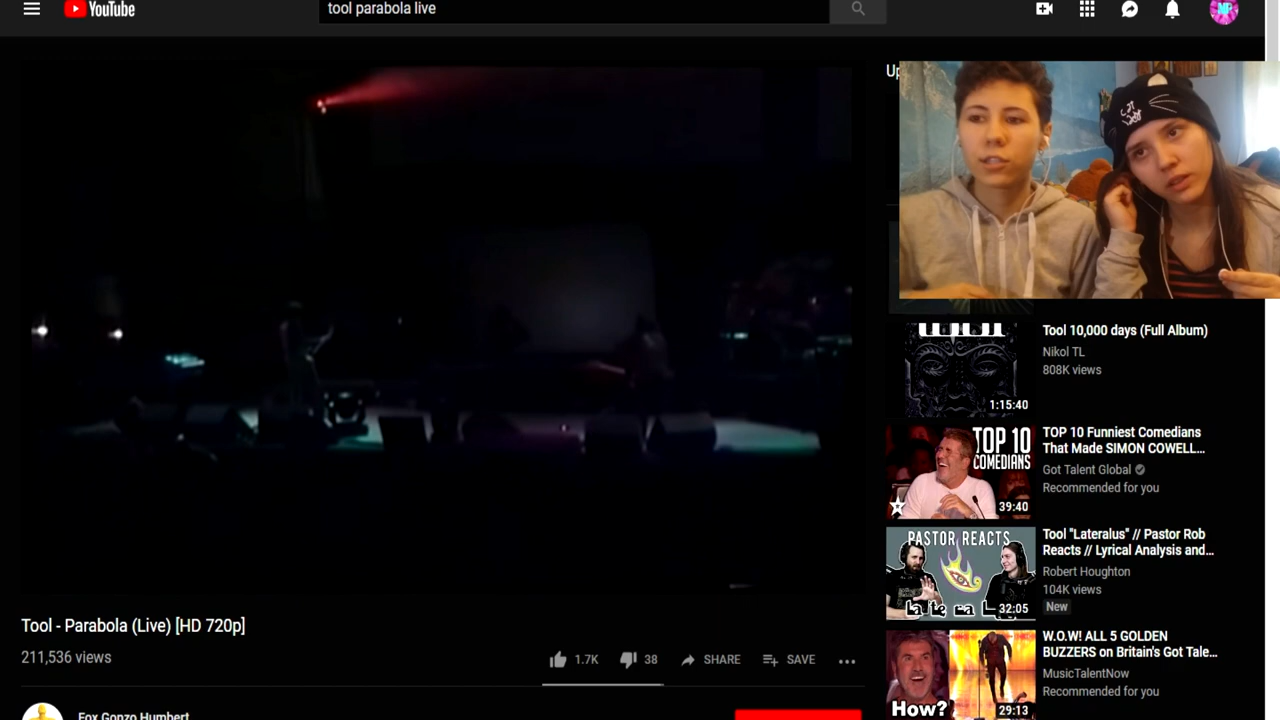 YouTube
tool parabola live
MP
Up
Tool 10,000 days (Full Album)
Nikol TL
808K views
1:15:40
TOP 10
COMEDIANS
39:40
TOP 10 Funniest Comedians
That Made SIMON COWELL...
Got Talent Global
Recommended for you
PASTOR REACTS
32:05
Tool "Lateralus" // Pastor Rob
Reacts // Lyrical Analysis and...
Robert Houghton
104K views
New
How?
29:13
W.O.W! ALL 5 GOLDEN
BUZZERS on Britain's Got Tale...
MusicTalentNow
Recommended for you
Tool - Parabola (Live) [HD 720p]
211,536 views
1.7K
38
SHARE
SAVE
Fox Gonzo Humbert